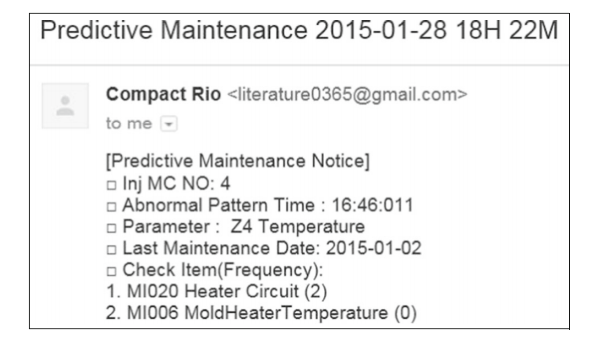 Predictive Maintenance 2015-01-28 18H 22M
Compact Rio <literature0365@gmail.com>
to me
[Predictive Maintenance Notice]
□ Inj MC NO: 4
□ Abnormal Pattern Time : 16:46:011
□ Parameter : Z4 Temperature
□ Last Maintenance Date: 2015-01-02
□ Check Item(Frequency):
1. MI020 Heater Circuit (2)
2. MI006 MoldHeaterTemperature (0)